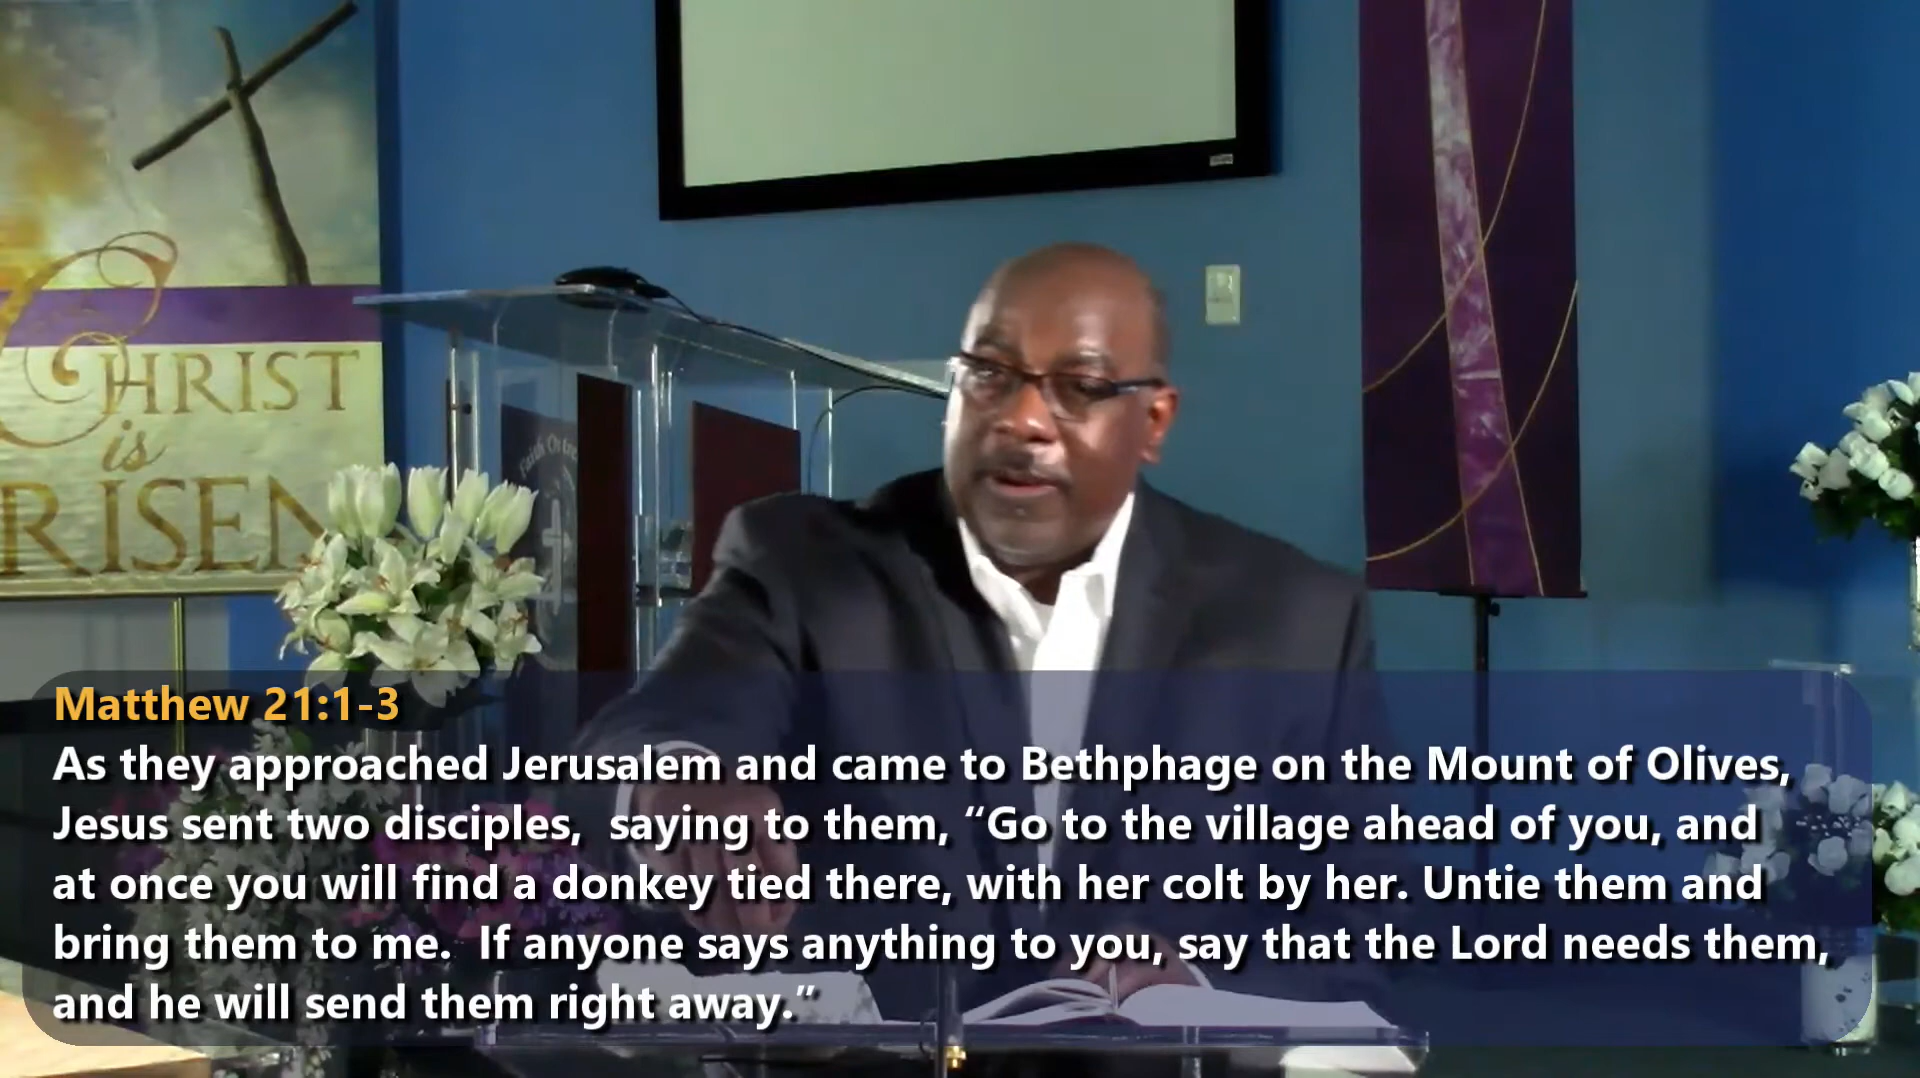 CHRIST
is
RISEN
Faith
Matthew 21:1-3
As they approached Jerusalem and came to Bethphage on the Mount of Olives,
Jesus sent two disciples,  saying to them, “Go to the village ahead of you, and
at once you will find a donkey tied there, with her colt by her. Untie them and
bring them to me.  If anyone says anything to you, say that the Lord needs them,
and he will send them right away.”